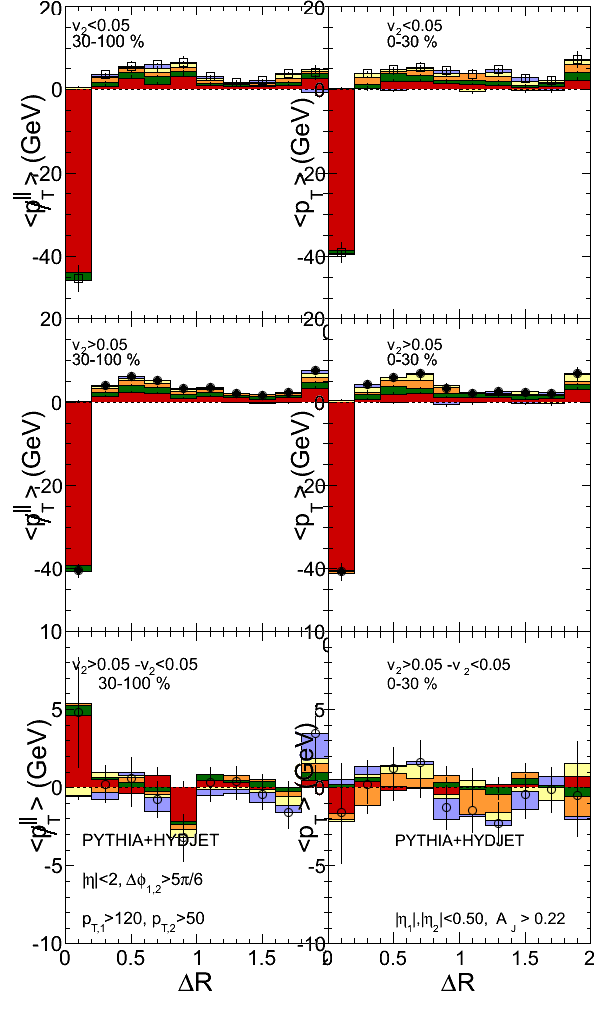 20
20
v2<0.05
30-100 %
v2<0.05
0-30 %
0
0
<p||T> (GeV)
<pT> (GeV)
-20
-20
-40
-40
20
20
v2>0.05
30-100 %
v2>0.05
0-30 %
0
0
<p||T> (GeV)
<pT> (GeV)
-20
-20
-40
-40
10
10
v2>0.05 -v2<0.05
30-100 %
v2>0.05 -v2<0.05
0-30 %
5
5
0
0
<p||T> (GeV)
<pT> (GeV)
PYTHIA+HYDJET
PYTHIA+HYDJET
-5
-5
|η|<2, Δϕ1,2>5π/6
pT,1>120, pT,2>50
|η1|,|η2|<0.50, AJ > 0.22
-10
-10
0 0.5 1 1.5
0 0.5 1 1.5 2
ΔR
ΔR